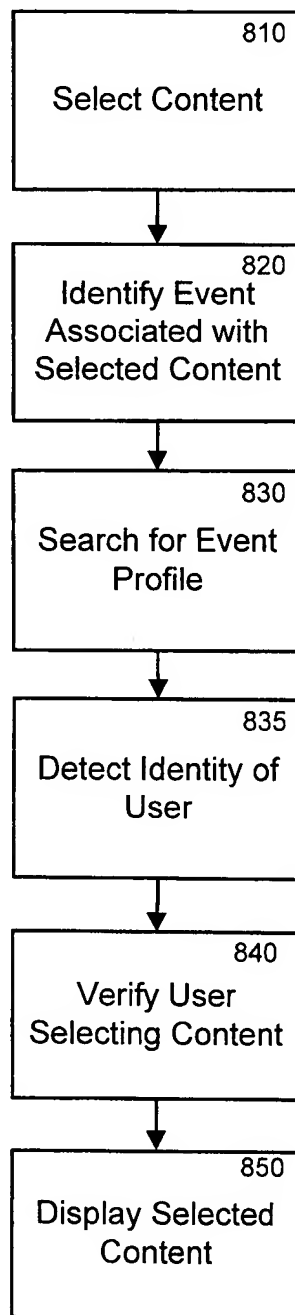 810
Select Content
820
Identify Event
Associated with
Selected Content
830
Search for Event
Profile
835
Detect Identity of
User
840
Verify User
Selecting Content
850
Display Selected
Content